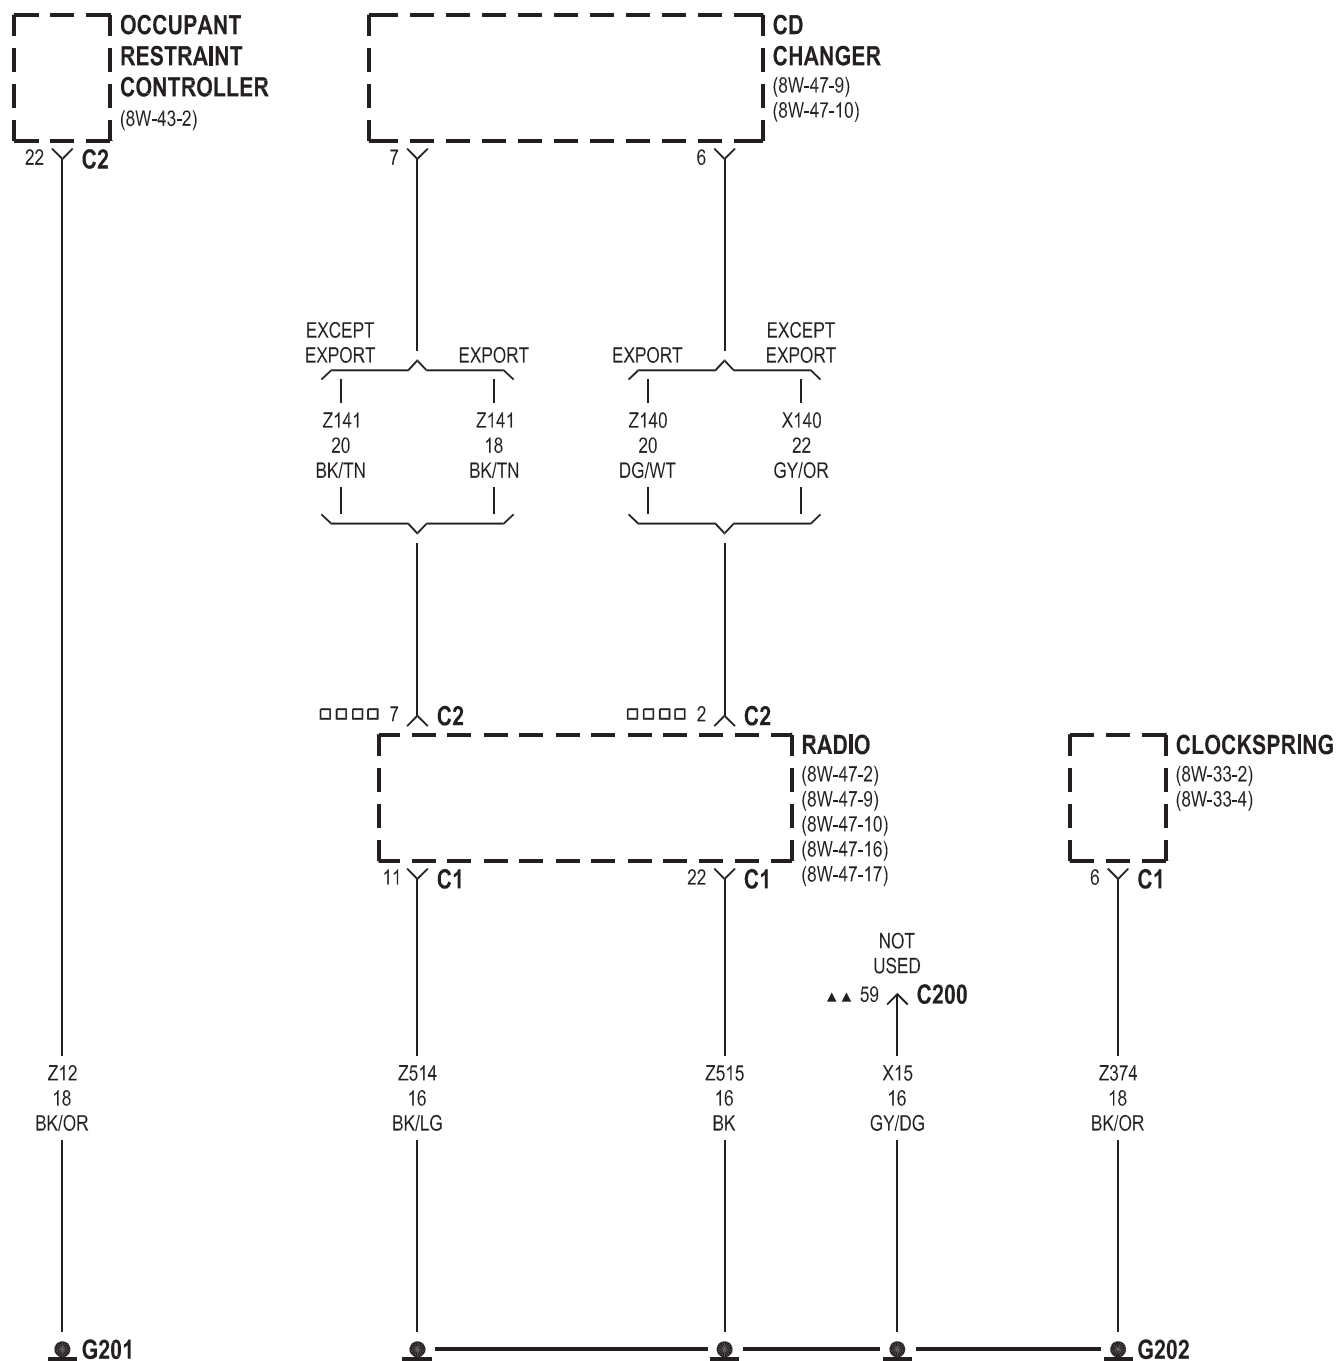 OCCUPANT
RESTRAINT
CONTROLLER
(8W-43-2)
CD
CHANGER
(8W-47-9)
(8W-47-10)
22 C2
7
6
EXCEPT
EXPORT
EXPORT
EXPORT
EXCEPT
EXPORT
Z141
20
BK/TN
Z141
18
BK/TN
Z140
20
DG/WT
X140
22
GY/OR
7 C2
2 C2
RADIO
(8W-47-2)
(8W-47-9)
(8W-47-10)
(8W-47-16)
(8W-47-17)
CLOCKSPRING
(8W-33-2)
(8W-33-4)
11 C1
22 C1
6 C1
NOT
USED
▲▲ 59 C200
Z12
18
BK/OR
Z514
16
BK/LG
Z515
16
BK
X15
16
GY/DG
Z374
18
BK/OR
G201
G202